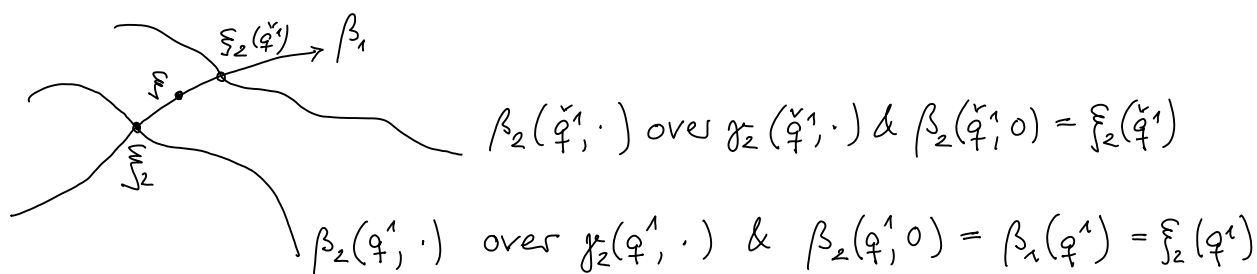 ξ₂(q̌¹)
β₁
ξ
ξ₂
β₂(q̌¹, ·) over γ₂(q̌¹, ·) & β₂(q̌¹, 0) = ξ₂(q̌¹)
β₂(q¹, ·) over γ₂(q¹, ·) & β₂(q¹, 0) = β₁(q¹) = ξ₂(q¹)